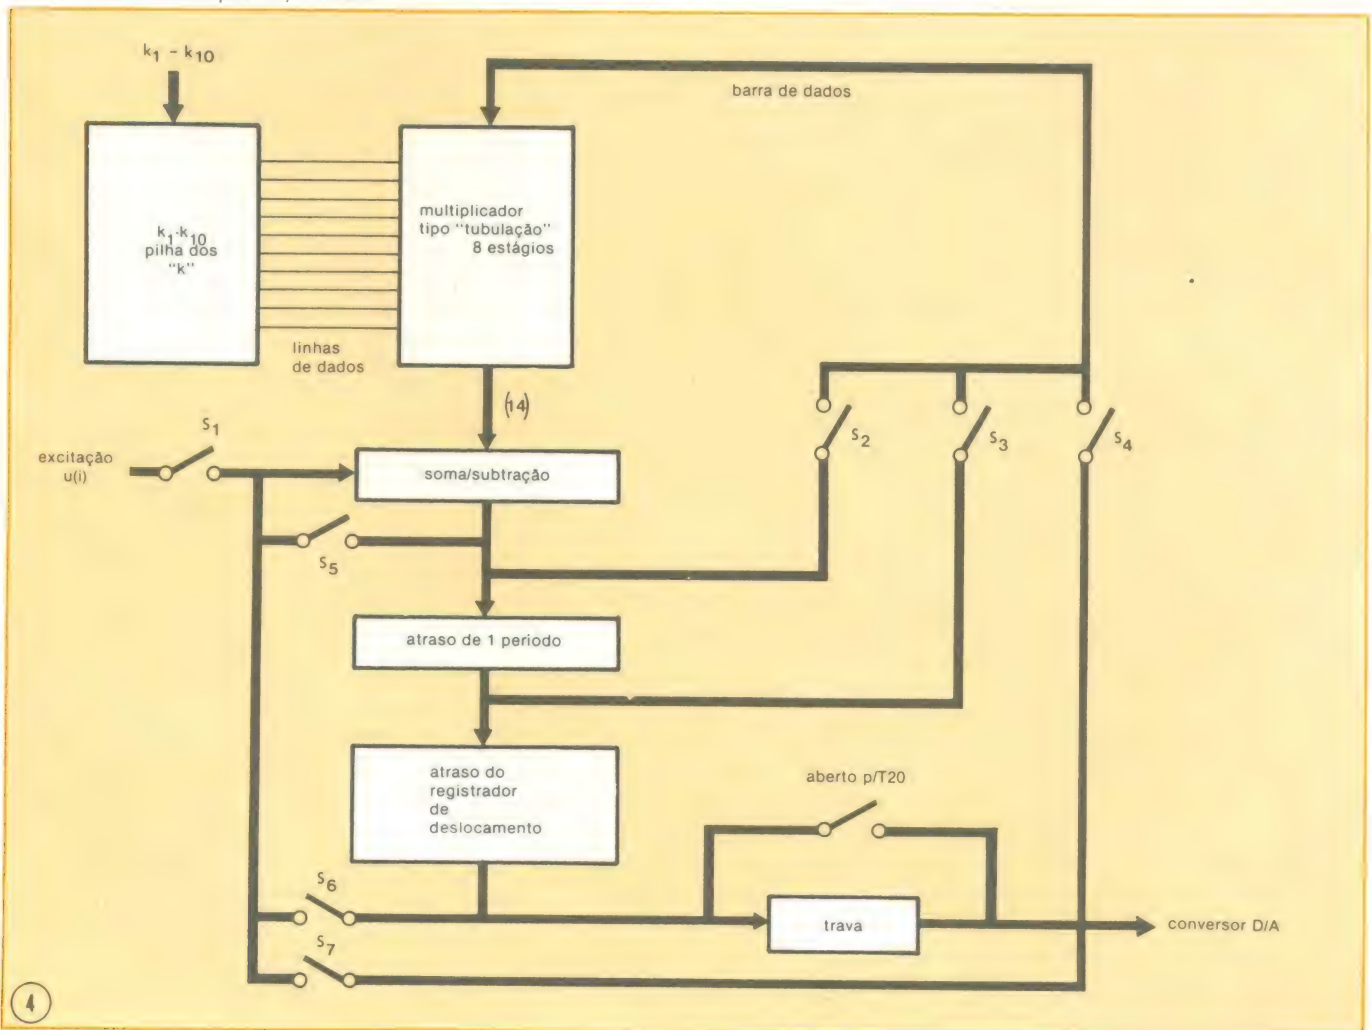 k1 - k10
barra de dados
k1-k10
pilha dos
"k"
multiplicador
tipo "tubulação"
8 estágios
linhas
de dados
(14)
S1
excitação
u(i)
soma/subtração
S2
S3
S4
S5
atraso de 1 periodo
atraso do
registrador
de
deslocamento
aberto p/T20
S6
trava
conversor D/A
S7
4